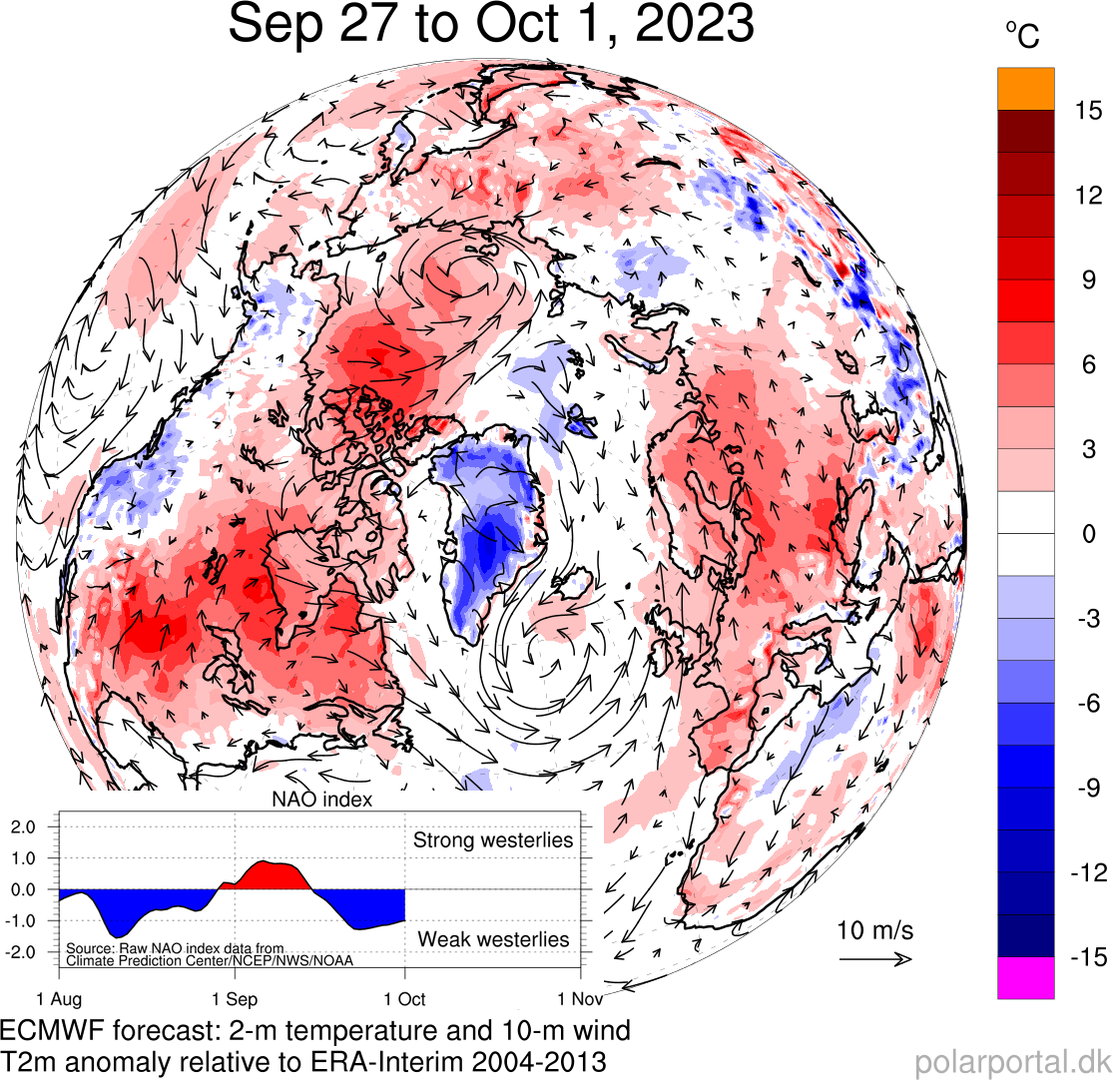 Sep 27 to Oct 1, 2023
°C
15
12
9
6
3
0
-3
-6
-9
-12
-15
10 m/s
NAO index
2.0
1.0
0.0
-1.0
-2.0
Strong westerlies
Weak westerlies
Source: Raw NAO index data from
Climate Prediction Center/NCEP/NWS/NOAA
1 Aug
1 Sep
1 Oct
1 Nov
ECMWF forecast: 2-m temperature and 10-m wind
T2m anomaly relative to ERA-Interim 2004-2013
polarportal.dk